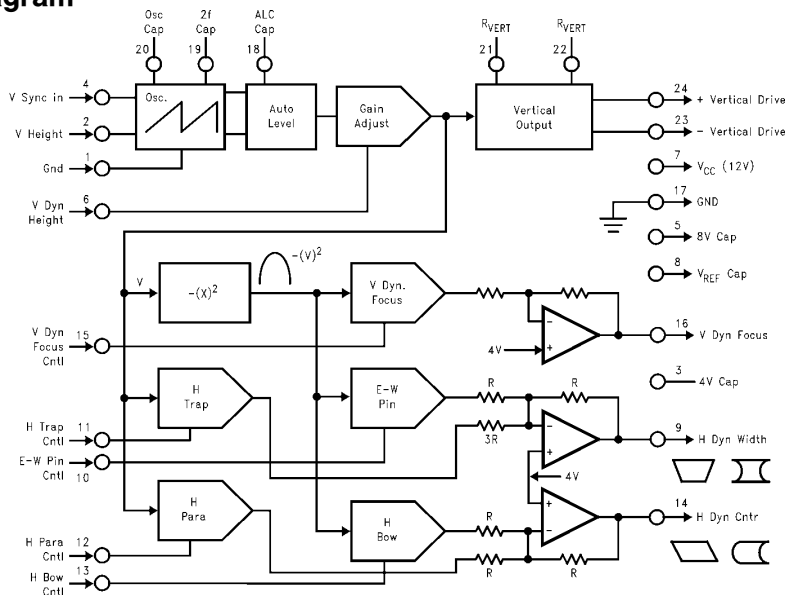 agram
Osc
Cap
20
2f
Cap
19
ALC
Cap
18
R_VERT
21
R_VERT
22
V Sync in
4
Osc.
Auto
Level
Gain
Adjust
Vertical
Output
24
+ Vertical Drive
V Height
2
23
- Vertical Drive
Gnd
1
7
V_CC (12V)
V Dyn
Height
6
17
GND
5
8V Cap
8
V_REF Cap
V
-(X)²
-(V)²
V Dyn.
Focus
V Dyn
Focus
Cntl
15
4V
-
+
16
V Dyn Focus
3
4V Cap
H
Trap
E-W
Pin
R
R
3R
-
+
9
H Dyn Width
H Trap
Cntl
11
E-W Pin
Cntl
10
4V
H
Para
H
Bow
R
R
R
+
-
14
H Dyn Cntr
H Para
Cntl
12
H Bow
Cntl
13